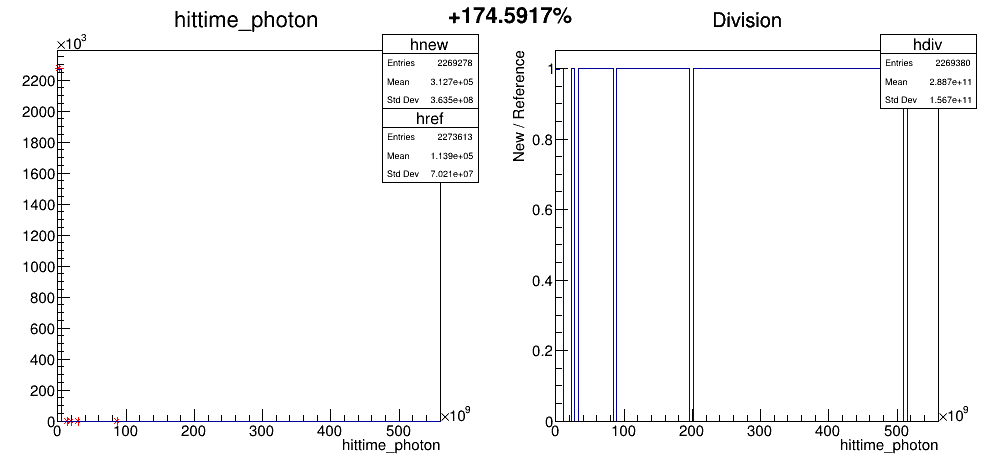 +174.5917%
hittime_photon
×10³
hnew
Entries 2269278
Mean 3.127e+05
Std Dev 3.635e+08
href
Entries 2273613
Mean 1.139e+05
Std Dev 7.021e+07
2200
2000
1800
1600
1400
1200
1000
800
600
400
200
0
0 100 200 300 400 500
×10⁹
hittime_photon
Division
hdiv
Entries 2269380
Mean 2.887e+11
Std Dev 1.567e+11
New / Reference
1
0.8
0.6
0.4
0.2
0
0 100 200 300 400 500
×10⁹
hittime_photon